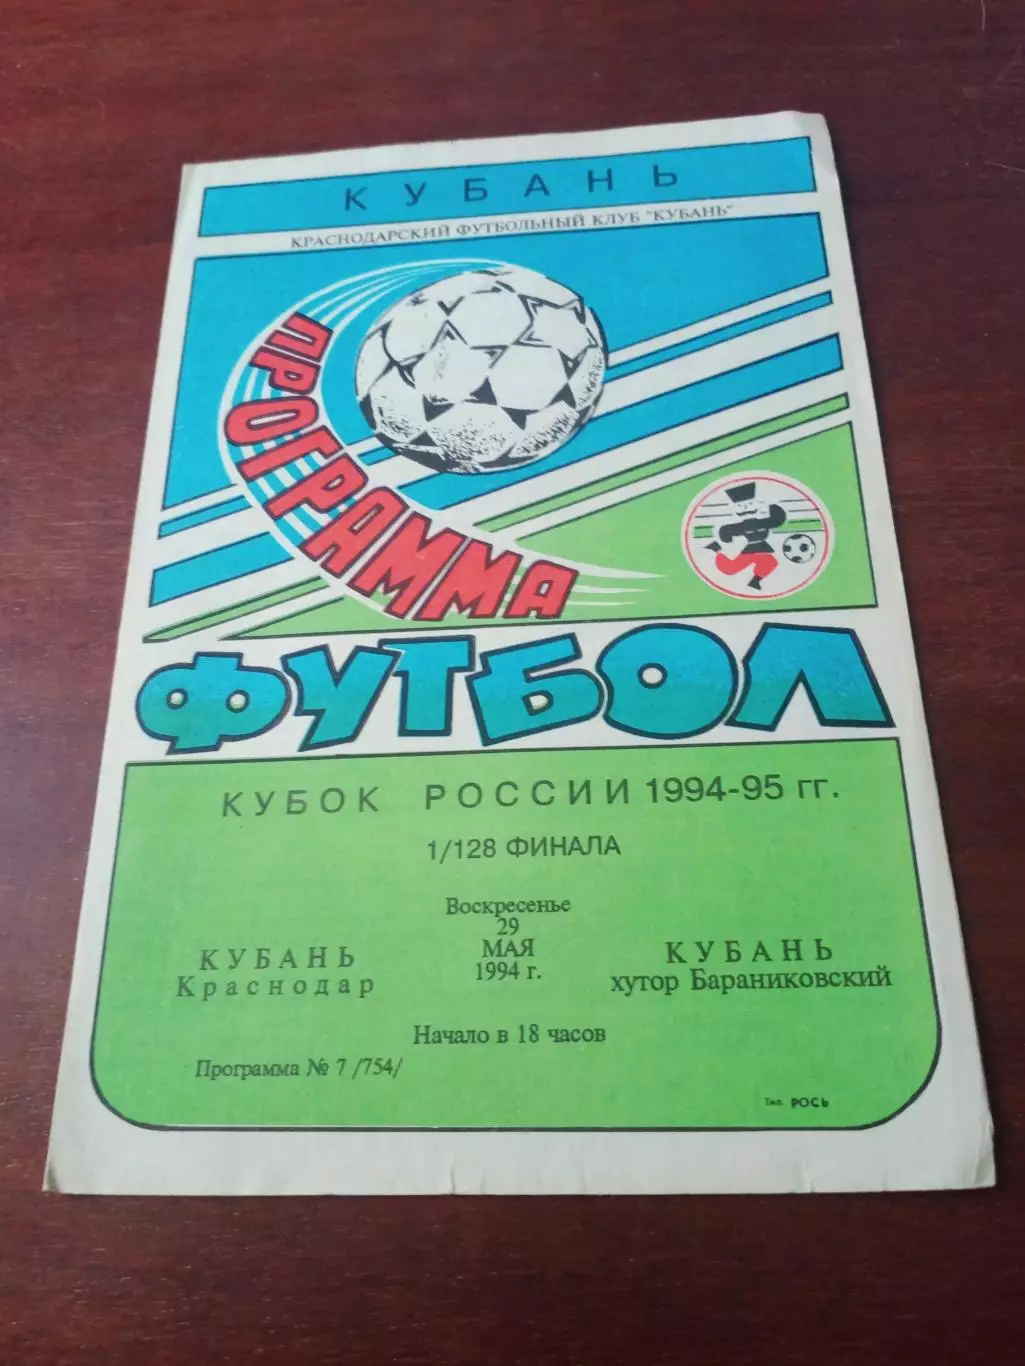 КУБАНЬ
КРАСНОДАРСКИЙ ФУТБОЛЬНЫЙ КЛУБ "КУБАНЬ"
ПРОГРАММА
ФУТБОЛ
КУБОК РОССИИ 1994-95 гг.
1/128 ФИНАЛА
Воскресенье
29
МАЯ
1994 г.
КУБАНЬ
Краснодар
КУБАНЬ
хутор Бараниковский
Начало в 18 часов
Программа № 7 /754/
Тип. РОСЬ